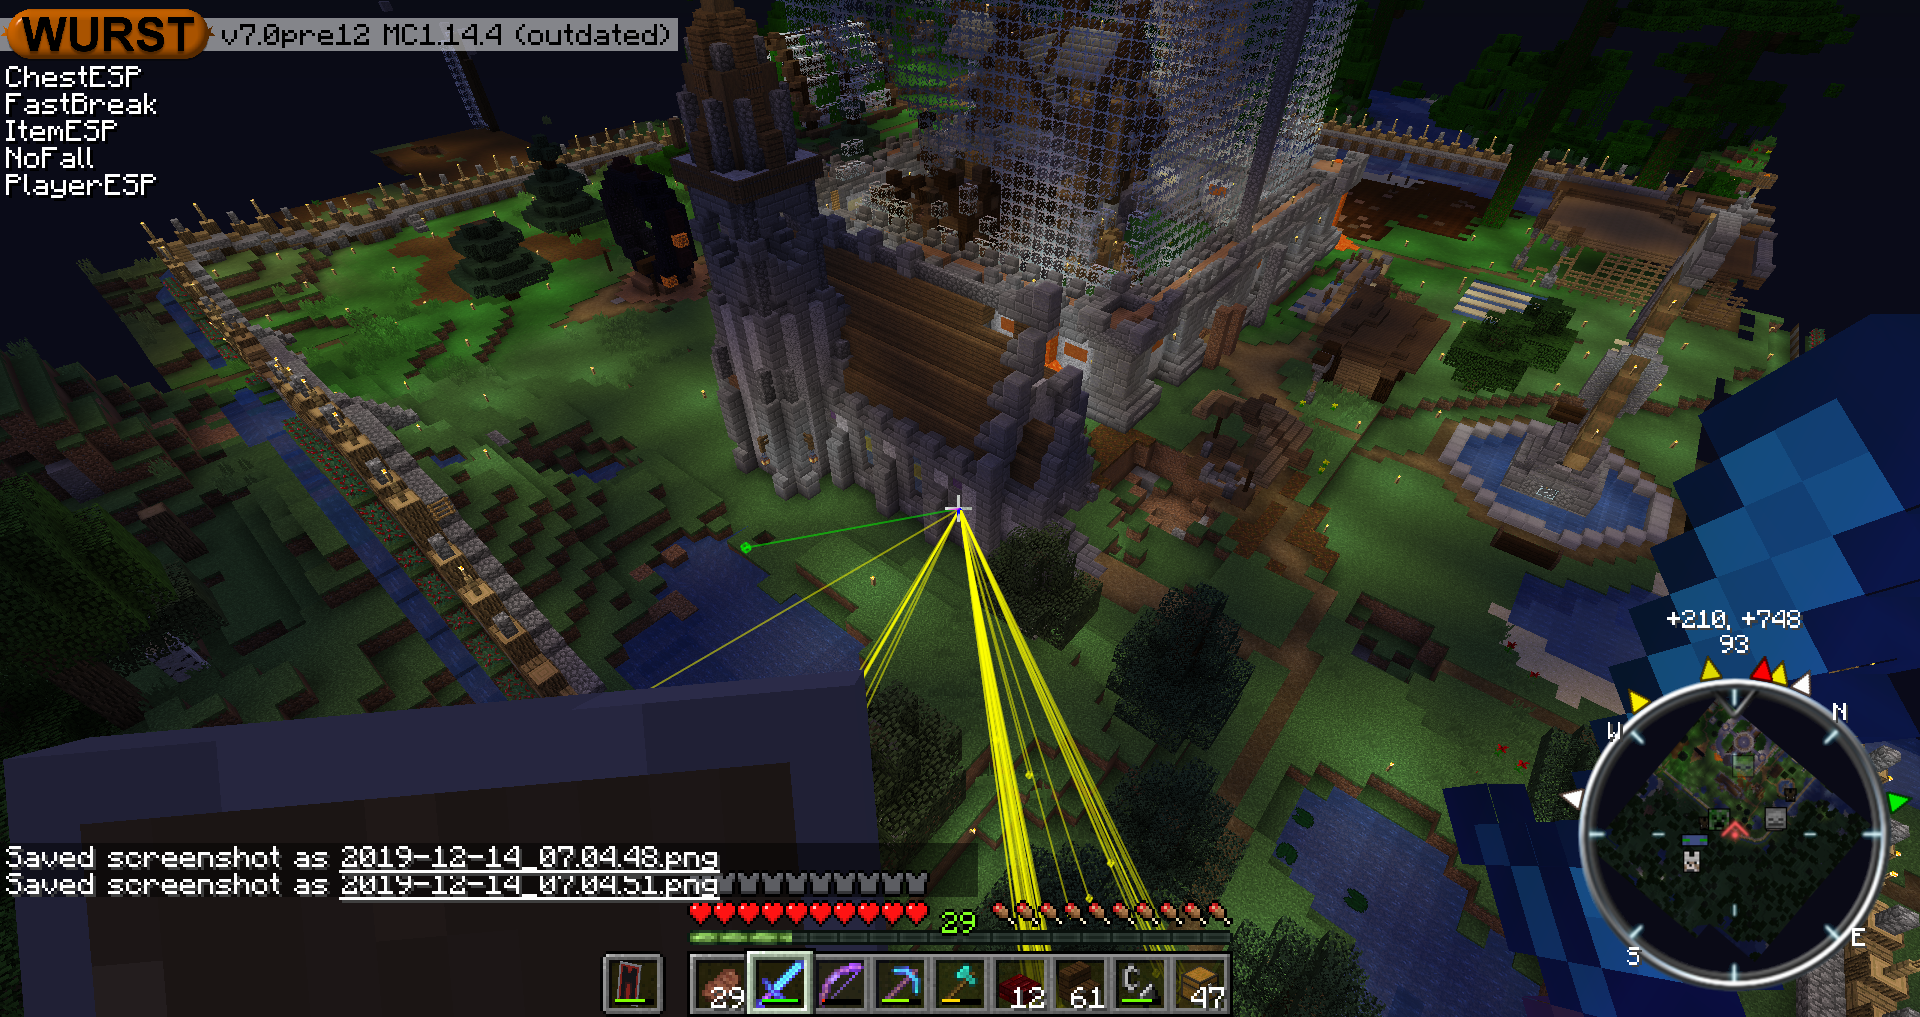 WURST v7.0pre12 MC1.14.4 (outdated)
ChestESP
FastBreak
ItemESP
NoFall
PlayerESP
+210, +748
93
N
W
E
S
Saved screenshot as 2019-12-14_07.04.48.png
Saved screenshot as 2019-12-14_07.04.51.png
29
29
12
61
47